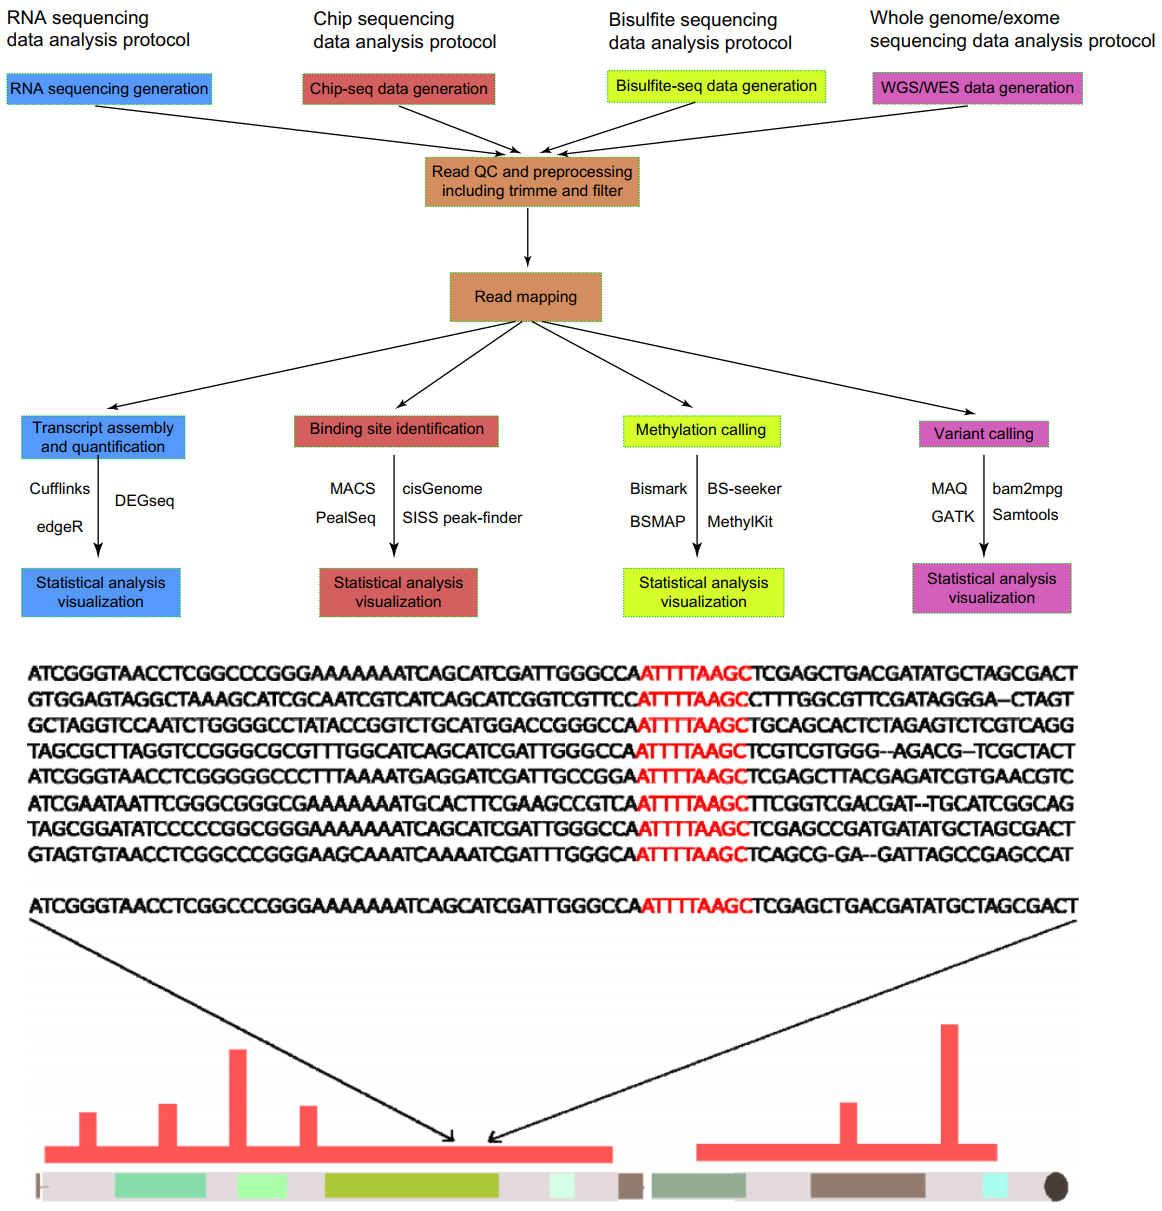 RNA sequencing
data analysis protocol
Chip sequencing
data analysis protocol
Bisulfite sequencing
data analysis protocol
Whole genome/exome
sequencing data analysis protocol
RNA sequencing generation
Chip-seq data generation
Bisulfite-seq data generation
WGS/WES data generation
Read QC and preprocessing
including trimme and filter
Read mapping
Transcript assembly
and quantification
Binding site identification
Methylation calling
Variant calling
Cufflinks
DEGseq
edgeR
MACS
cisGenome
PealSeq
SISS peak-finder
Bismark
BS-seeker
BSMAP
MethylKit
MAQ
bam2mpg
GATK
Samtools
Statistical analysis
visualization
Statistical analysis
visualization
Statistical analysis
visualization
Statistical analysis
visualization
ATCGGGTAACCTCGGCCCGGGAAAAAAATCAGCATCGATTGGGCCAATTTTAAGCTCGAGCTGACGATATGCTAGCGACT
GTGGAGTAGGCTAAAGCATCGCAATCGTCATCAGCATCGGTCGTTCCATTTTAAGCCCTTTGGCGTTCGATAGGGA–CTAGT
GCTAGGTCCAATCTGGGGCCTATACCGGTCTGCATGGACCGGGCCAATTTTAAGCTGCAGCACTCTAGAGTCTCGTCAGG
TAGCGCTTAGGTCCGGGCGCGTTTGGCATCAGCATCGATTGGGCCAATTTTAAGCTCGTCGTGGG--AGACG–TCGCTACT
ATCGGGTAACCTCGGGGGCCCTTTAAAATGAGGATCGATTGCCGGAATTTTAAGCTCGAGCTTACGAGATCGTGAACGTC
ATCGAATAATTCGGGCGGGCGAAAAAAATGCACTTCGAAGCCGTCAATTTTAAGCTTCGGTCGACGAT--TGCATCGGCAG
TAGCGGATATCCCCCGGCGGGAAAAAAATCAGCATCGATTGGGCCAATTTTAAGCTCGAGCCGATGATATGCTAGCGACT
GTAGTGTAACCTCGGCCCGGGAAGCAAATCAAAATCGATTTGGGCAATTTTAAGCTCAGCG-GA--GATTAGCCGAGCCAT
ATCGGGTAACCTCGGCCCGGGAAAAAAATCAGCATCGATTGGGCCAATTTTAAGCTCGAGCTGACGATATGCTAGCGACT